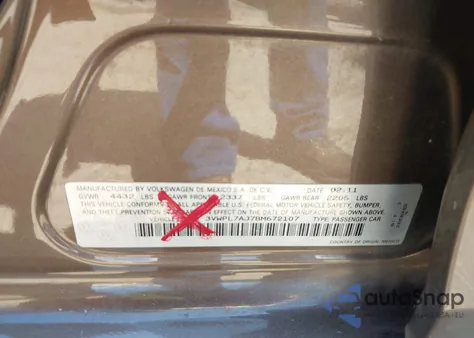 MANUFACTURED BY VOLKSWAGEN DE MEXICO S.A. DE C.V. DATE 02-11
GVWR 4432 LBS GAWR FRONT 2337 LBS GAWR REAR 2205 LBS
THIS VEHICLE CONFORMS TO ALL APPLICABLE U.S. FEDERAL MOTOR VEHICLE SAFETY, BUMPER,
AND THEFT PREVENTION STANDARDS IN EFFECT ON THE DATE OF MANUFACTURE SHOWN ABOVE.
3VWPL7AJ7BM672107 TYPE PASSENGER CAR
COUNTRY OF ORIGIN: MEXICO
autoSnap